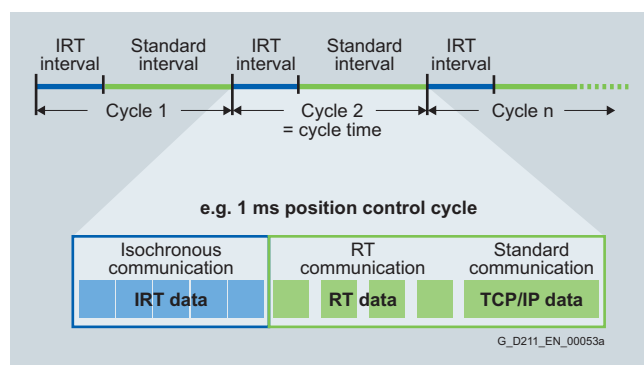 IRT
interval
Standard
interval
IRT
interval
Standard
interval
IRT
interval
Cycle 1
Cycle 2
= cycle time
Cycle n
e.g. 1 ms position control cycle
Isochronous
communication
IRT data
RT
communication
RT data
Standard
communication
TCP/IP data
G_D211_EN_00053a